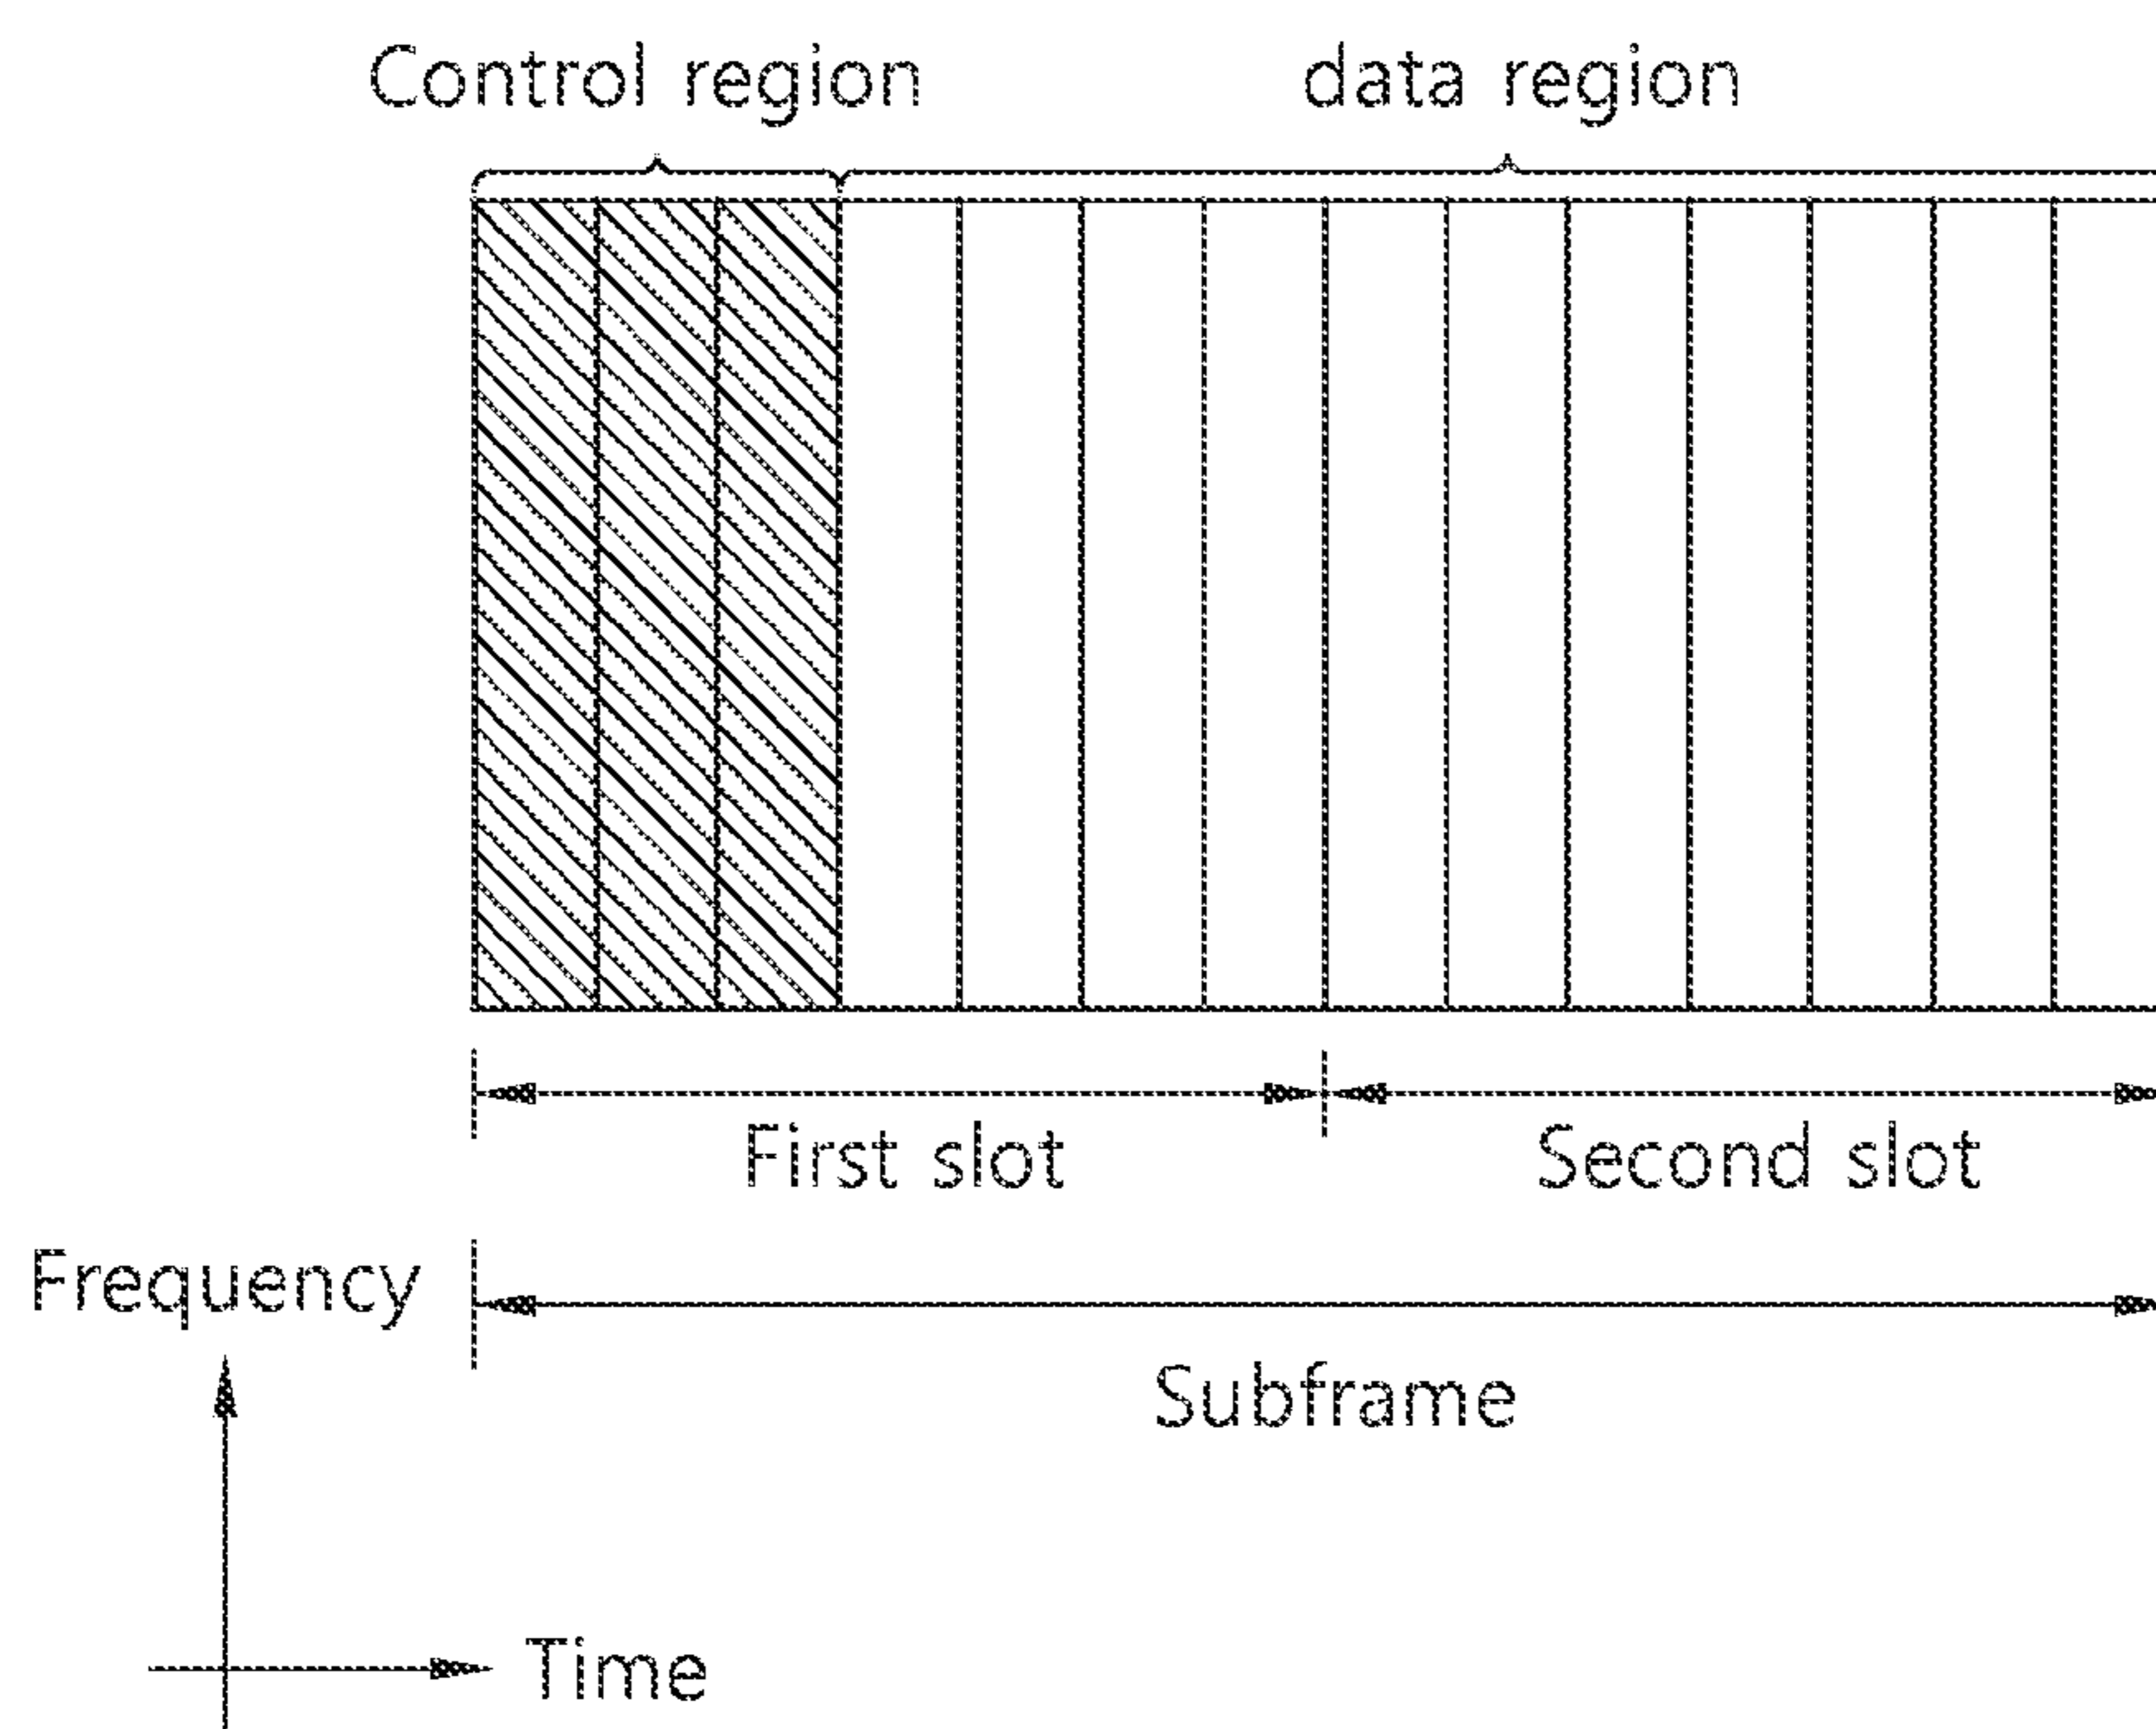 Control region data region
First slot Second slot
Frequency
Subframe
Time